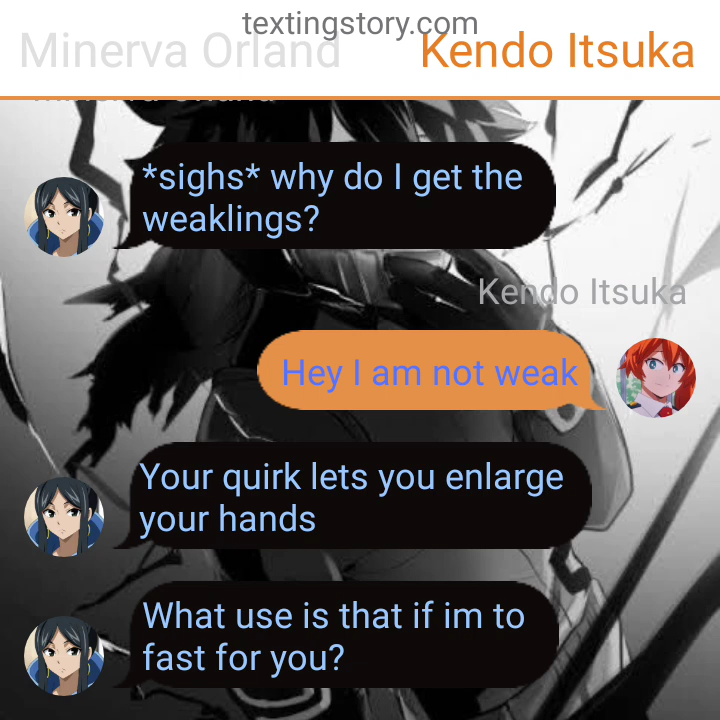 textingstory.com
Minerva Orland
Kendo Itsuka
*sighs* why do I get the
weaklings?
Kendo Itsuka
Hey I am not weak
Your quirk lets you enlarge
your hands
What use is that if im to
fast for you?